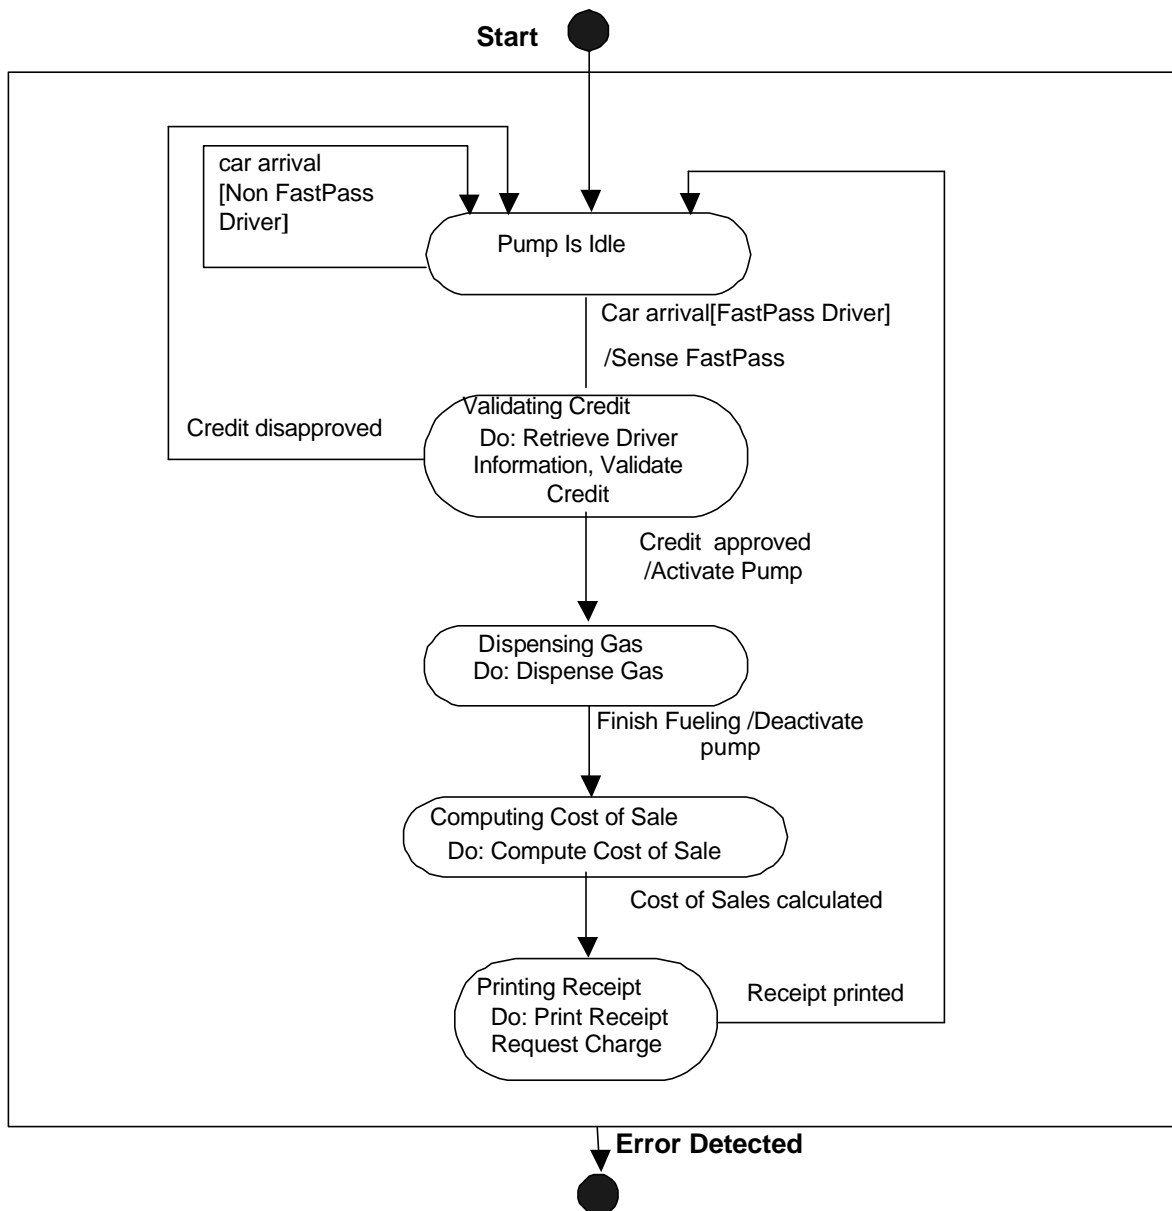 Start
car arrival
[Non FastPass
Driver]
Pump Is Idle
Car arrival[FastPass Driver]
/Sense FastPass
Validating Credit
Do: Retrieve Driver
Information, Validate
Credit
Credit disapproved
Credit  approved
/Activate Pump
Dispensing Gas
Do: Dispense Gas
Finish Fueling /Deactivate
pump
Computing Cost of Sale
Do: Compute Cost of Sale
Cost of Sales calculated
Printing Receipt
Do: Print Receipt
Request Charge
Receipt printed
Error Detected